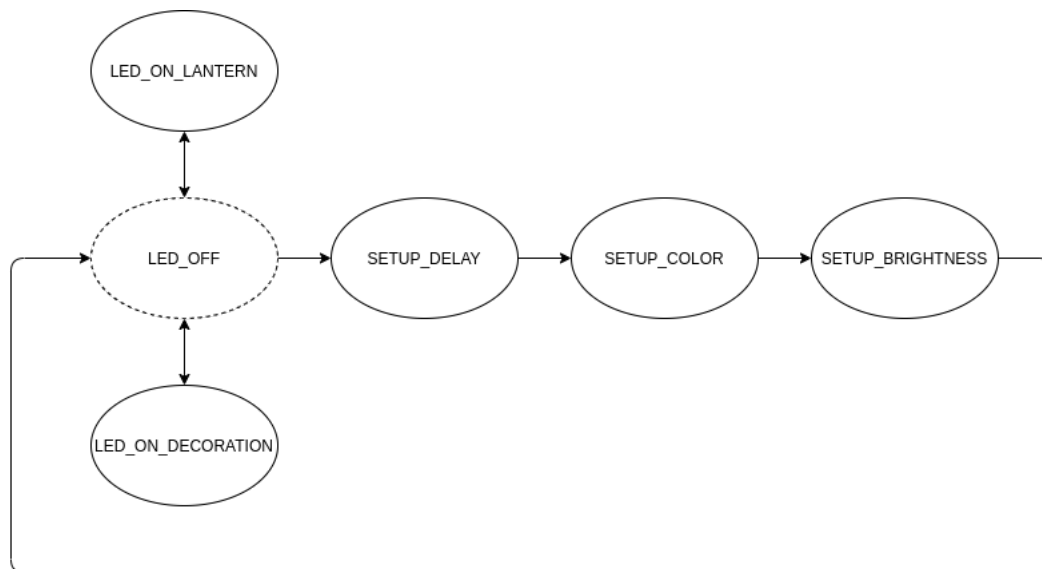 LED_ON_LANTERN
LED_OFF
SETUP_DELAY
SETUP_COLOR
SETUP_BRIGHTNESS
LED_ON_DECORATION